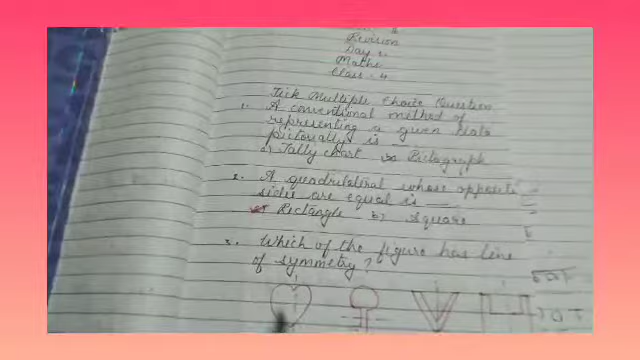 Revision
Day 2.
Maths
Class - 4
Tick Multiple Choice Question
1. A conventional method of
representing a given data
pictorially is
a) Tally chart b) Pictograph
2. A quadrilateral whose opposite
sides are equal is
a) Rectangle b) Square
3. Which of the figure has line
of symmetry?